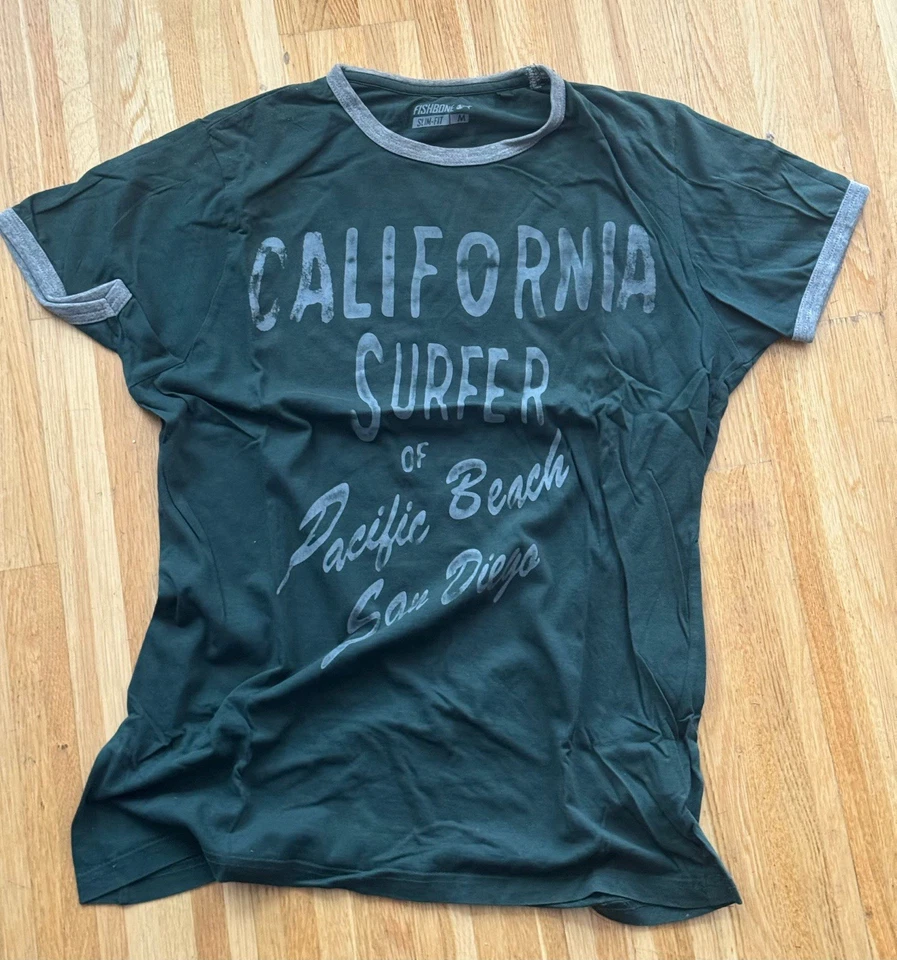 FISHBONE
SLIM-FIT M
CALIFORNIA
SURFER
OF
Pacific Beach
San Diego